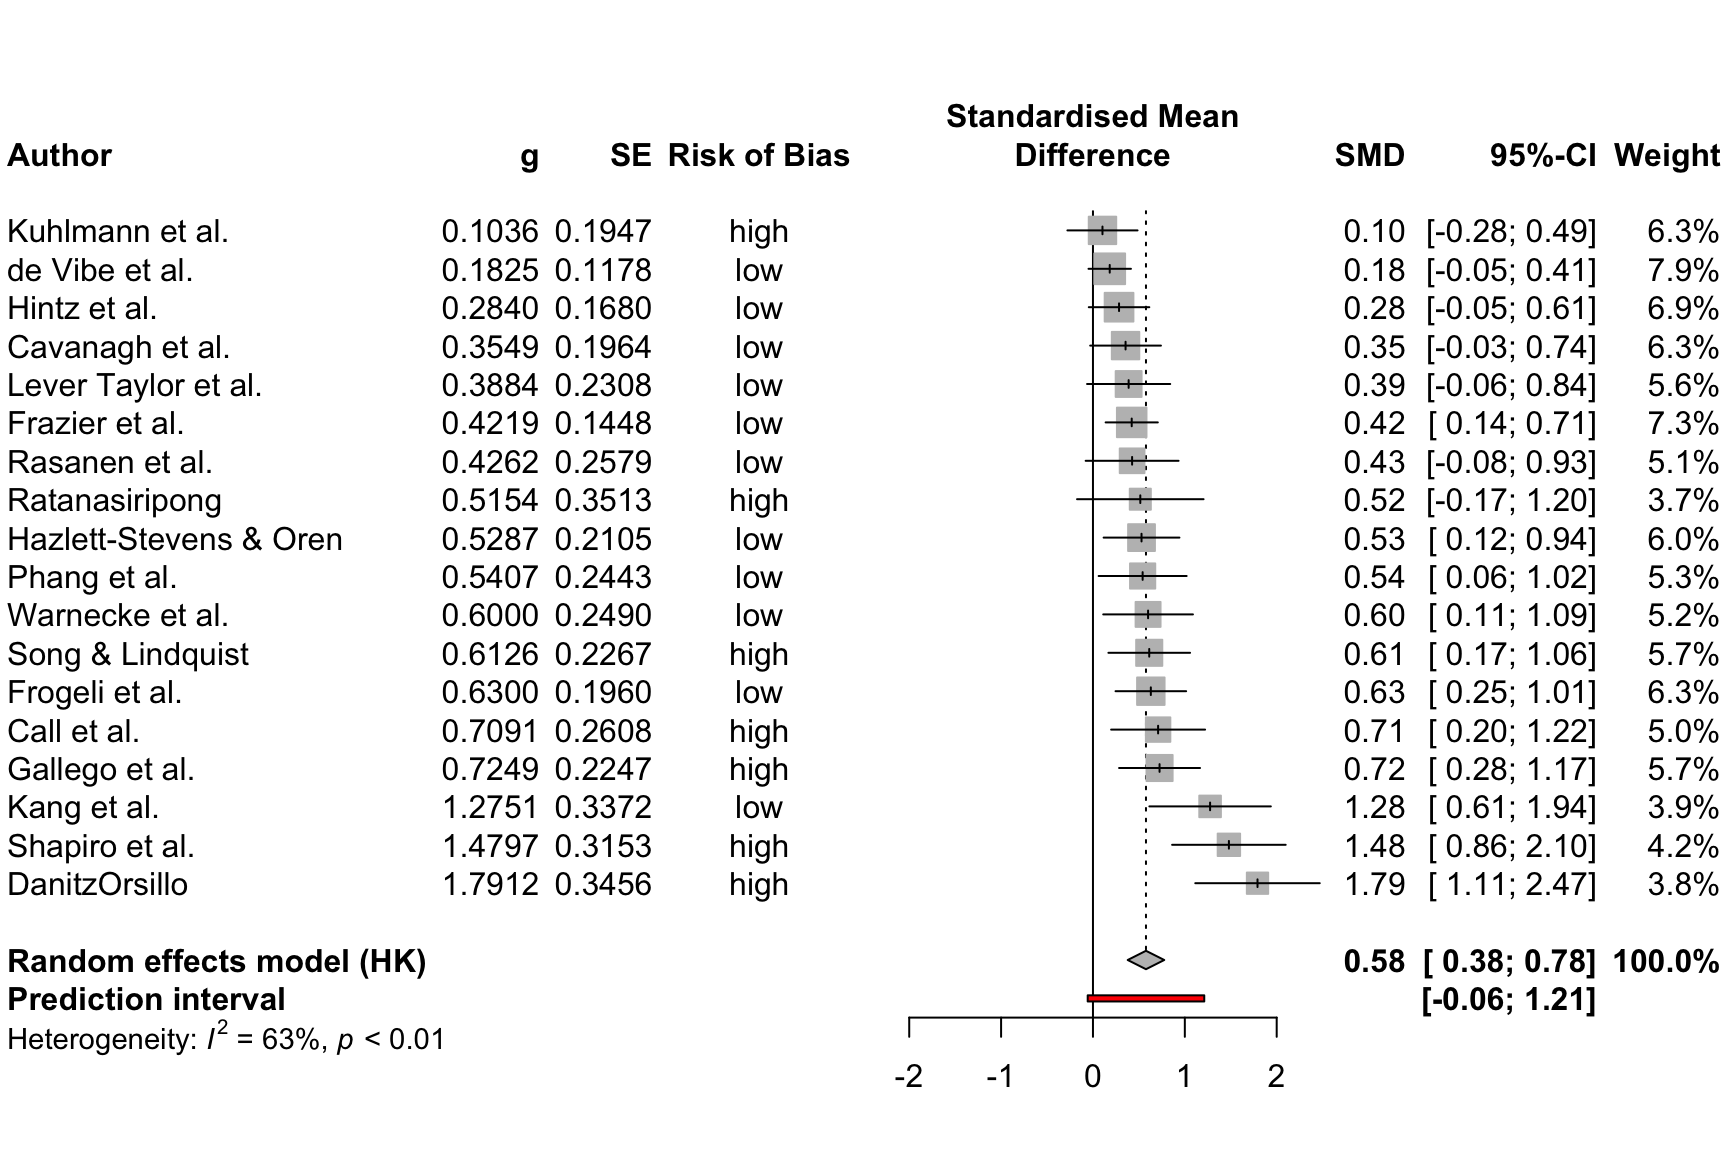 Standardised Mean
Author g SE Risk of Bias Difference SMD 95%-CI Weight
Kuhlmann et al. 0.1036 0.1947 high 0.10 [-0.28; 0.49] 6.3%
de Vibe et al. 0.1825 0.1178 low 0.18 [-0.05; 0.41] 7.9%
Hintz et al. 0.2840 0.1680 low 0.28 [-0.05; 0.61] 6.9%
Cavanagh et al. 0.3549 0.1964 low 0.35 [-0.03; 0.74] 6.3%
Lever Taylor et al. 0.3884 0.2308 low 0.39 [-0.06; 0.84] 5.6%
Frazier et al. 0.4219 0.1448 low 0.42 [ 0.14; 0.71] 7.3%
Rasanen et al. 0.4262 0.2579 low 0.43 [-0.08; 0.93] 5.1%
Ratanasiripong 0.5154 0.3513 high 0.52 [-0.17; 1.20] 3.7%
Hazlett-Stevens & Oren 0.5287 0.2105 low 0.53 [ 0.12; 0.94] 6.0%
Phang et al. 0.5407 0.2443 low 0.54 [ 0.06; 1.02] 5.3%
Warnecke et al. 0.6000 0.2490 low 0.60 [ 0.11; 1.09] 5.2%
Song & Lindquist 0.6126 0.2267 high 0.61 [ 0.17; 1.06] 5.7%
Frogeli et al. 0.6300 0.1960 low 0.63 [ 0.25; 1.01] 6.3%
Call et al. 0.7091 0.2608 high 0.71 [ 0.20; 1.22] 5.0%
Gallego et al. 0.7249 0.2247 high 0.72 [ 0.28; 1.17] 5.7%
Kang et al. 1.2751 0.3372 low 1.28 [ 0.61; 1.94] 3.9%
Shapiro et al. 1.4797 0.3153 high 1.48 [ 0.86; 2.10] 4.2%
DanitzOrsillo 1.7912 0.3456 high 1.79 [ 1.11; 2.47] 3.8%
Random effects model (HK) 0.58 [ 0.38; 0.78] 100.0%
Prediction interval [-0.06; 1.21]
Heterogeneity: I² = 63%, p < 0.01
-2 -1 0 1 2